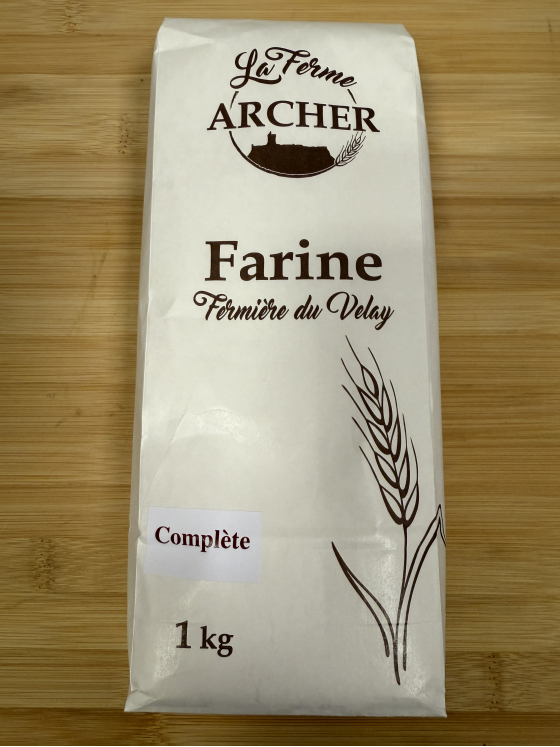 La Ferme
ARCHER
Farine
Fermière du Velay
Complète
1 kg